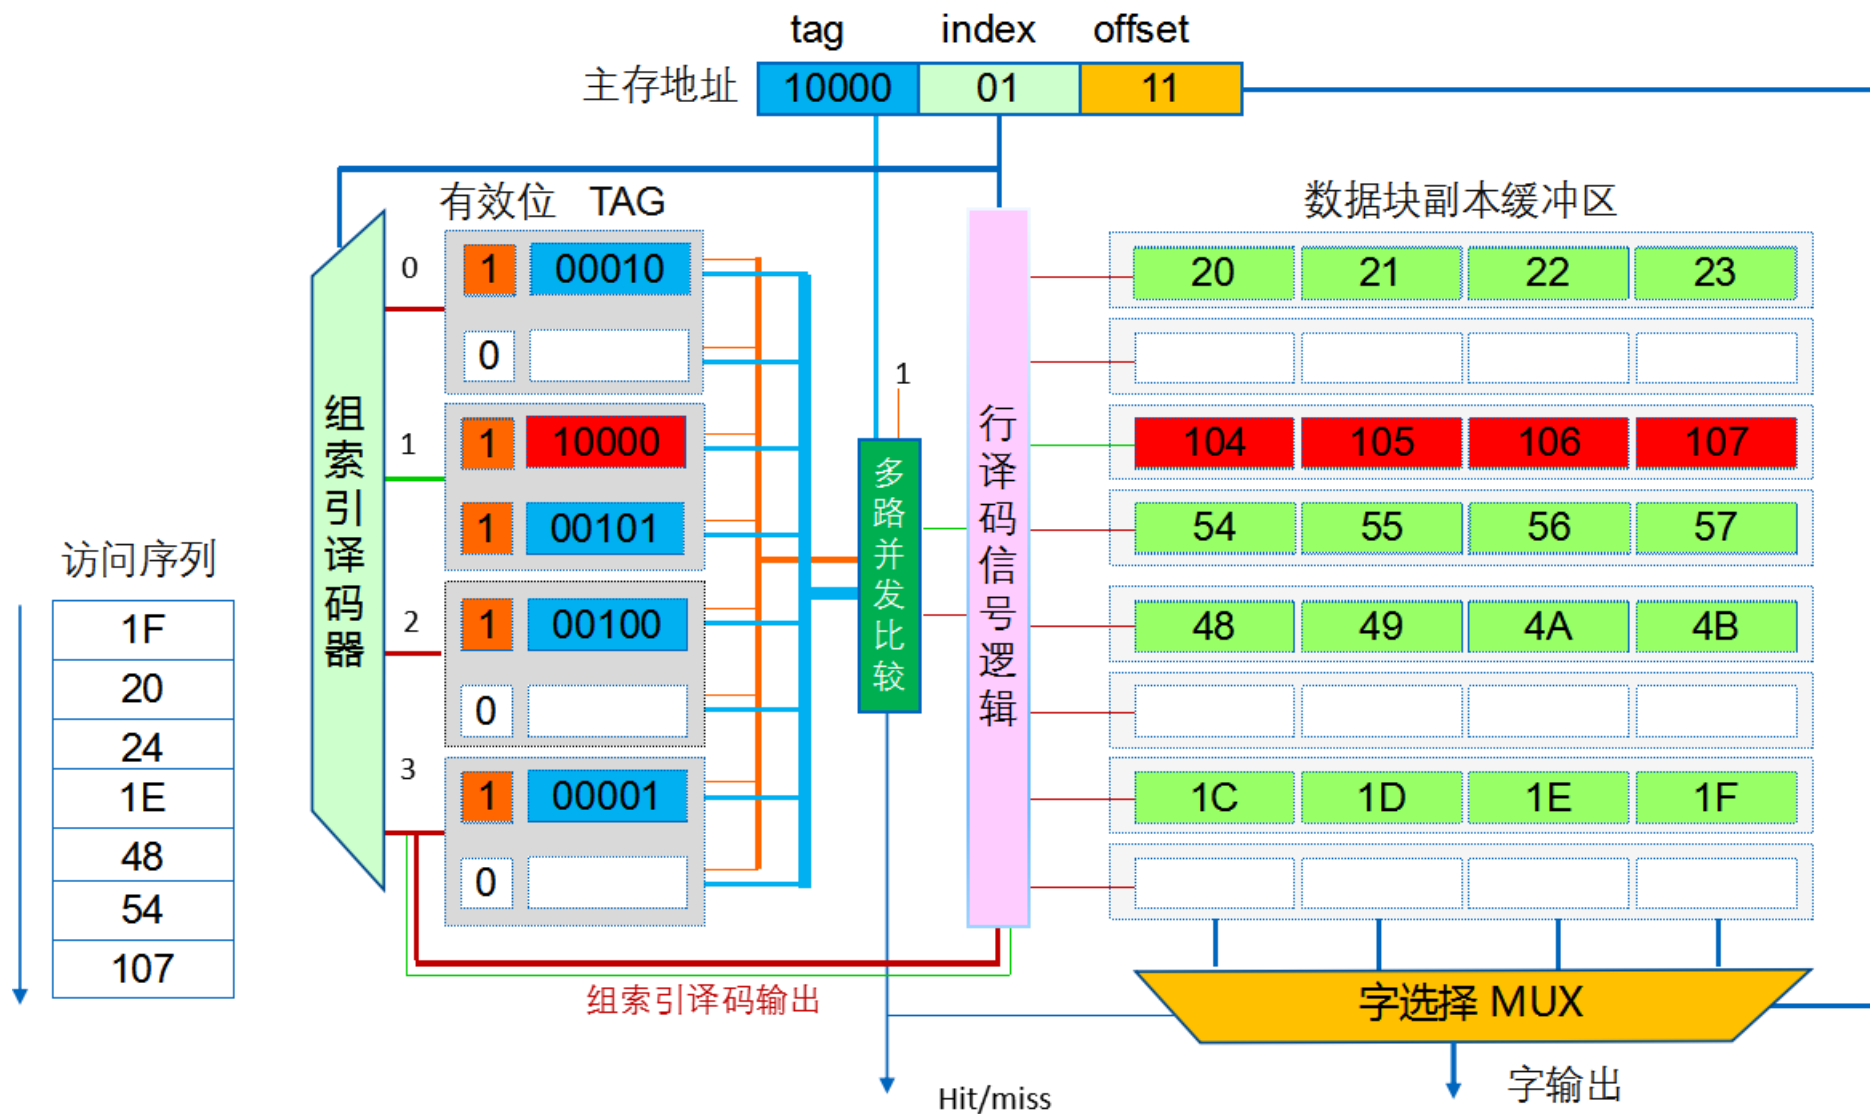 tag index offset
主存地址 10000 01 11
有效位 TAG
数据块副本缓冲区
组索引译码器
0
1 00010
0
1
1 10000
1 00101
2
1 00100
0
3
1 00001
0
1
多路并发比较
行译码信号逻辑
20 21 22 23
104 105 106 107
54 55 56 57
48 49 4A 4B
1C 1D 1E 1F
访问序列
1F
20
24
1E
48
54
107
组索引译码输出
字选择 MUX
字输出
Hit/miss